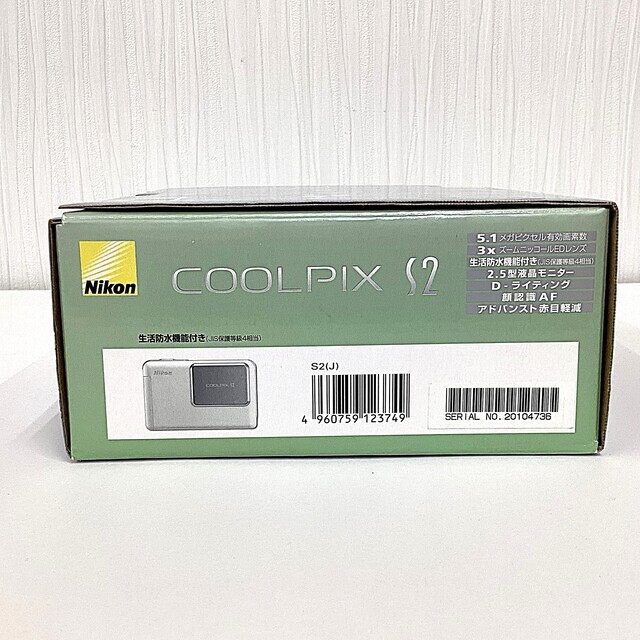 Nikon
COOLPIX S2
5.1 メガピクセル有効画素数
3x ズームニッコールEDレンズ
生活防水機能付き(JIS保護等級4相当)
2.5型液晶モニター
D-ライティング
顔認識AF
アドバンスト赤目軽減
生活防水機能付き(JIS保護等級4相当)
Nikon
COOLPIX S2
S2(J)
4 960759 123749
SERIAL NO. 20104736